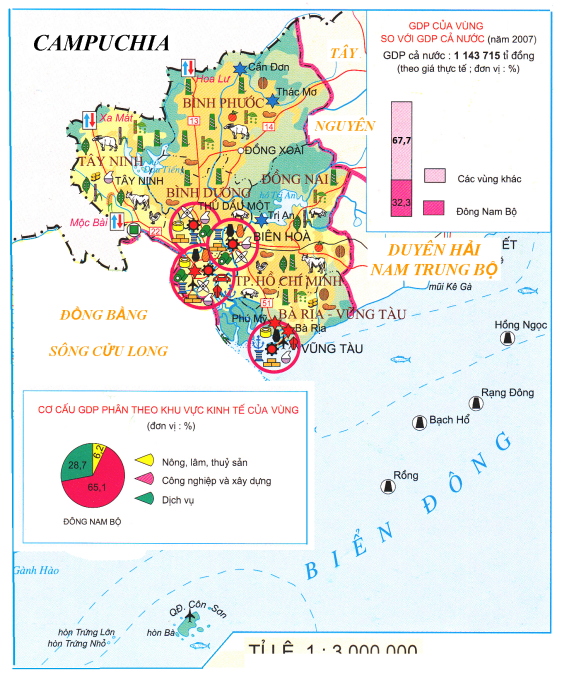 CAMPUCHIA
GDP CỦA VÙNG
SO VỚI GDP CẢ NƯỚC (năm 2007)
GDP cả nước : 1 143 715 tỉ đồng
(theo giá thực tế ; đơn vị : %)
67,7
32,3
Các vùng khác
Đông Nam Bộ
TÂY
NGUYÊN
Hoa Lư
Cần Đơn
Thác Mơ
BÌNH PHƯỚC
13
14
Xa Mát
ĐỒNG XOÀI
TÂY NINH
TÂY NINH
ĐỒNG NAI
BÌNH DƯƠNG
THỦ DẦU MỘT
Trị An
Mộc Bài
22
BIÊN HÒA
DUYÊN HẢI
NAM TRUNG BỘ
ẾT
mũi Kê Gà
TP.HỒ CHÍ MINH
51
BÀ RỊA - VŨNG TÀU
Phú Mỹ
Bà Rịa
VŨNG TÀU
ĐỒNG BẰNG
SÔNG CỬU LONG
Hồng Ngọc
Rạng Đông
Bạch Hổ
Rồng
BIỂN ĐÔNG
CƠ CẤU GDP PHÂN THEO KHU VỰC KINH TẾ CỦA VÙNG
(đơn vị : %)
6,2
28,7
65,1
ĐÔNG NAM BỘ
Nông, lâm, thuỷ sản
Công nghiệp và xây dựng
Dịch vụ
Gành Hào
QĐ. Côn Sơn
hòn Bà
hòn Trứng Lớn
hòn Trứng Nhỏ
TỈ LỆ 1 : 3 000 000